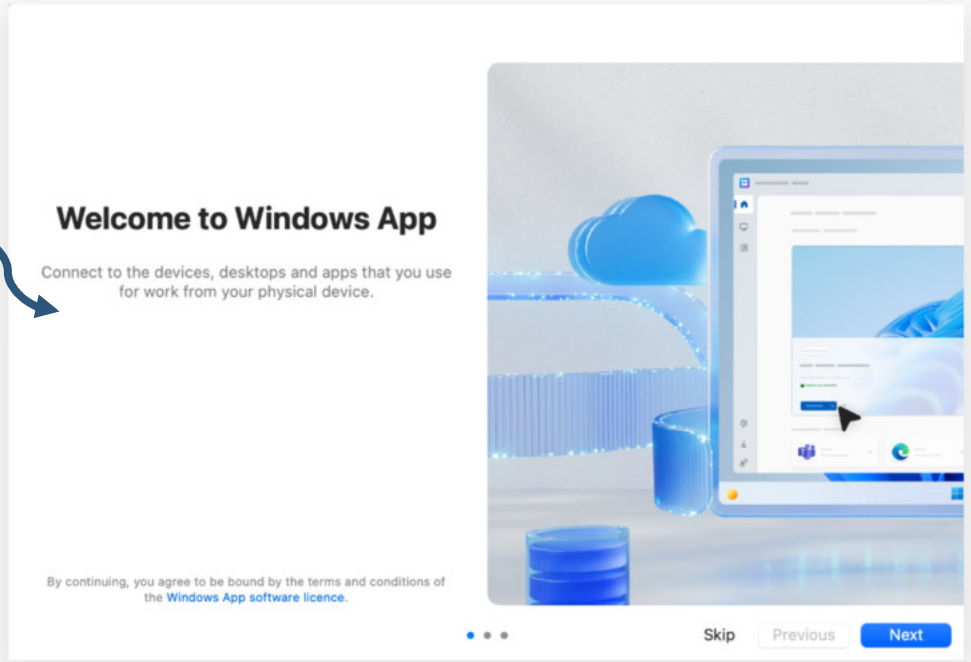 Welcome to Windows App
Connect to the devices, desktops and apps that you use
for work from your physical device.
By continuing, you agree to be bound by the terms and conditions of
the Windows App software licence.
Skip
Previous
Next